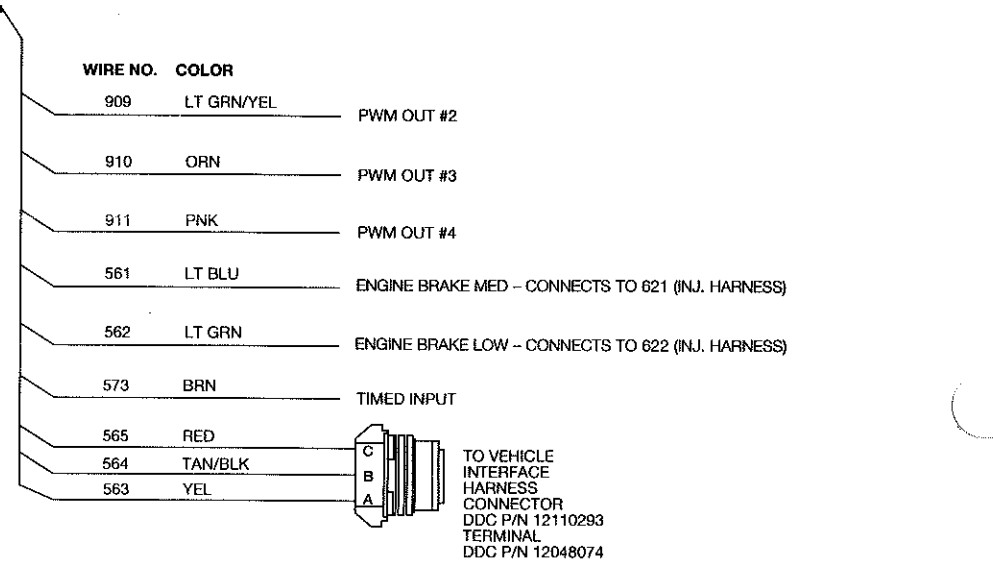 WIRE NO. COLOR
909 LT GRN/YEL PWM OUT #2
910 ORN PWM OUT #3
911 PNK PWM OUT #4
561 LT BLU ENGINE BRAKE MED – CONNECTS TO 621 (INJ. HARNESS)
562 LT GRN ENGINE BRAKE LOW – CONNECTS TO 622 (INJ. HARNESS)
573 BRN TIMED INPUT
565 RED C
564 TAN/BLK B
563 YEL A
TO VEHICLE
INTERFACE
HARNESS
CONNECTOR
DDC P/N 12110293
TERMINAL
DDC P/N 12048074